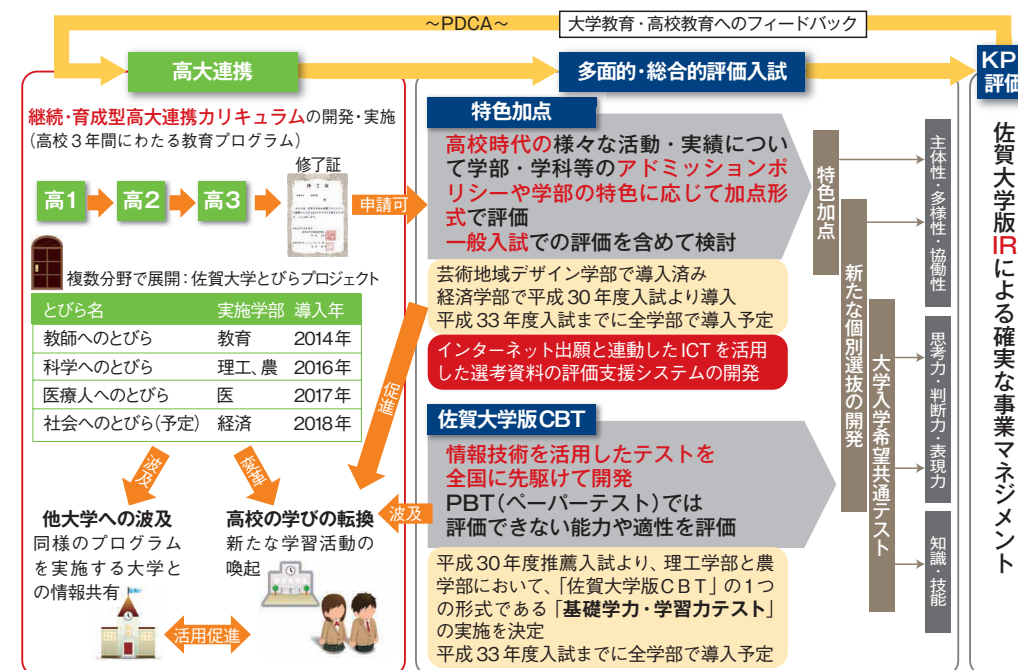 ～PDCA～
大学教育・高校教育へのフィードバック
高大連携
多面的・総合的評価入試
KP
評価
継続・育成型高大連携カリキュラムの開発・実施
(高校３年間にわたる教育プログラム)
修了証
高1
高2
高3
申請可
複数分野で展開：佐賀大学とびらプロジェクト
とびら名 実施学部 導入年
教師へのとびら 教育 2014年
科学へのとびら 理工、農 2016年
医療人へのとびら 医 2017年
社会へのとびら(予定) 経済 2018年
波及
変革
促進
他大学への波及
同様のプログラム
を実施する大学と
の情報共有
高校の学びの転換
新たな学習活動の
喚起
活用促進
特色加点
高校時代の様々な活動・実績につい
て学部・学科等のアドミッションポ
リシーや学部の特色に応じて加点形
式で評価
一般入試での評価を含めて検討
芸術地域デザイン学部で導入済み
経済学部で平成30年度入試より導入
平成33年度入試までに全学部で導入予定
インターネット出願と連動したICTを活用
した選考資料の評価支援システムの開発
佐賀大学版CBT
情報技術を活用したテストを
全国に先駆けて開発
PBT(ペーパーテスト)では
評価できない能力や適性を評価
波及
平成30年度推薦入試より、理工学部と農
学部において、「佐賀大学版CBT」の1つ
の形式である「基礎学力・学習力テスト」
の実施を決定
平成33年度入試までに全学部で導入予定
特色加点
新たな個別選抜の開発
大学入学希望共通テスト
主体性・多様性・協働性
思考力・判断力・表現力
知識・技能
佐賀大学版IRによる確実な事業マネジメント